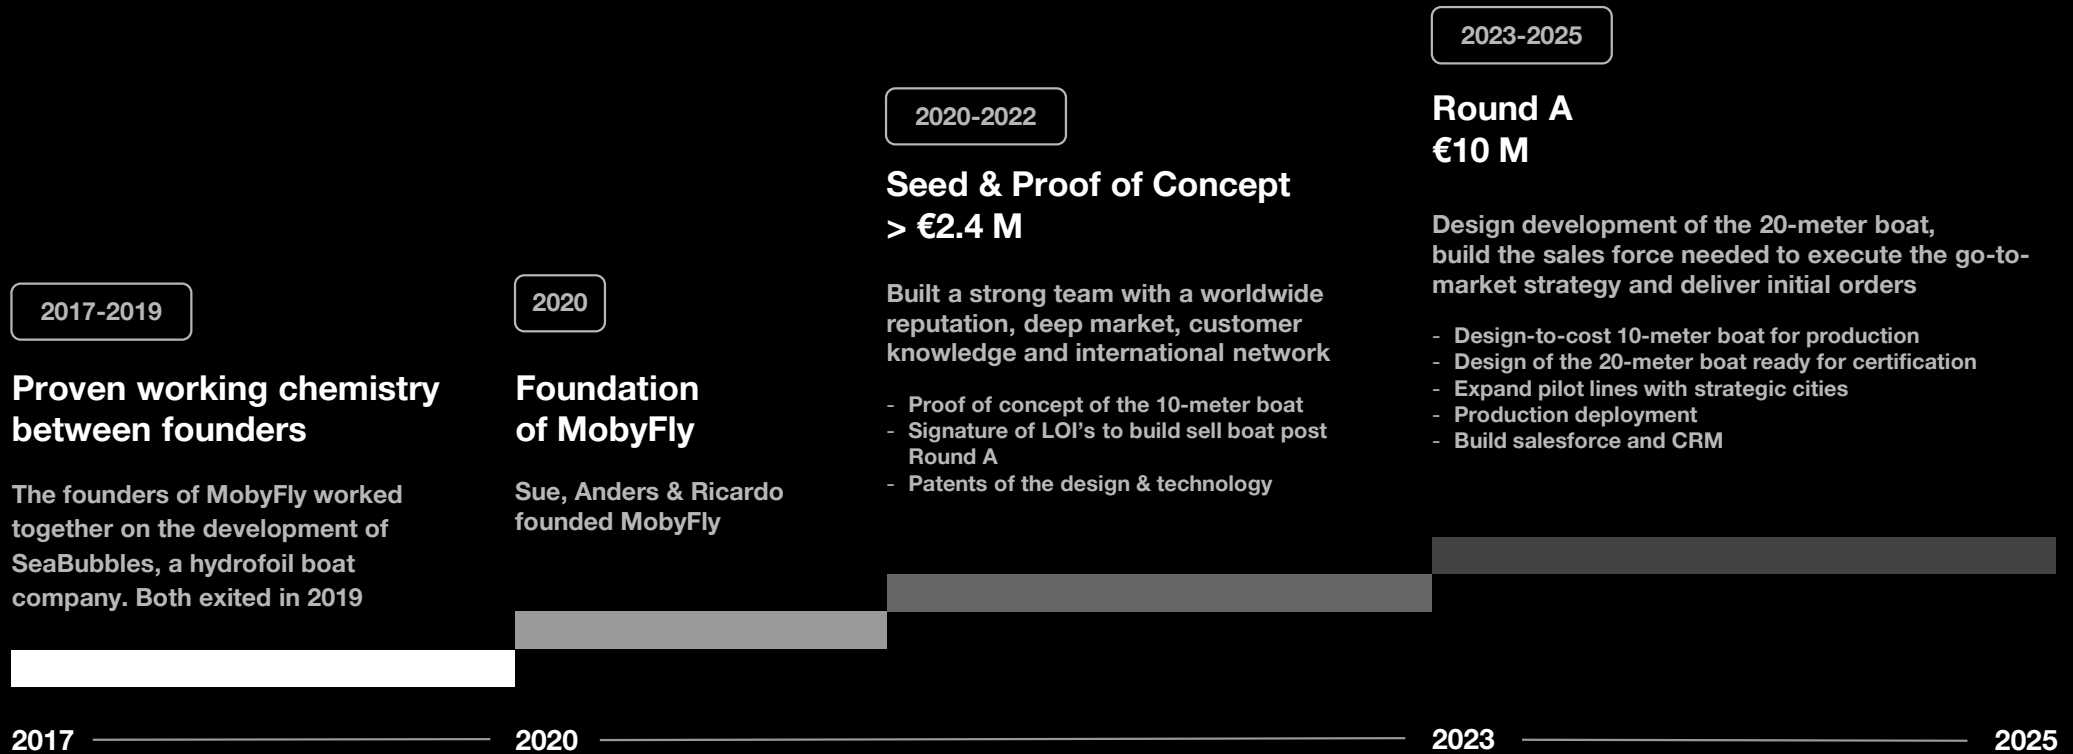 2017-2019
Proven working chemistry
between founders
The founders of MobyFly worked
together on the development of
SeaBubbles, a hydrofoil boat
company. Both exited in 2019
2020
Foundation
of MobyFly
Sue, Anders & Ricardo
founded MobyFly
2020-2022
Seed & Proof of Concept
> €2.4 M
Built a strong team with a worldwide
reputation, deep market, customer
knowledge and international network
- Proof of concept of the 10-meter boat
- Signature of LOI's to build sell boat post
Round A
- Patents of the design & technology
2023-2025
Round A
€10 M
Design development of the 20-meter boat,
build the sales force needed to execute the go-to-
market strategy and deliver initial orders
- Design-to-cost 10-meter boat for production
- Design of the 20-meter boat ready for certification
- Expand pilot lines with strategic cities
- Production deployment
- Build salesforce and CRM
2017
2020
2023
2025